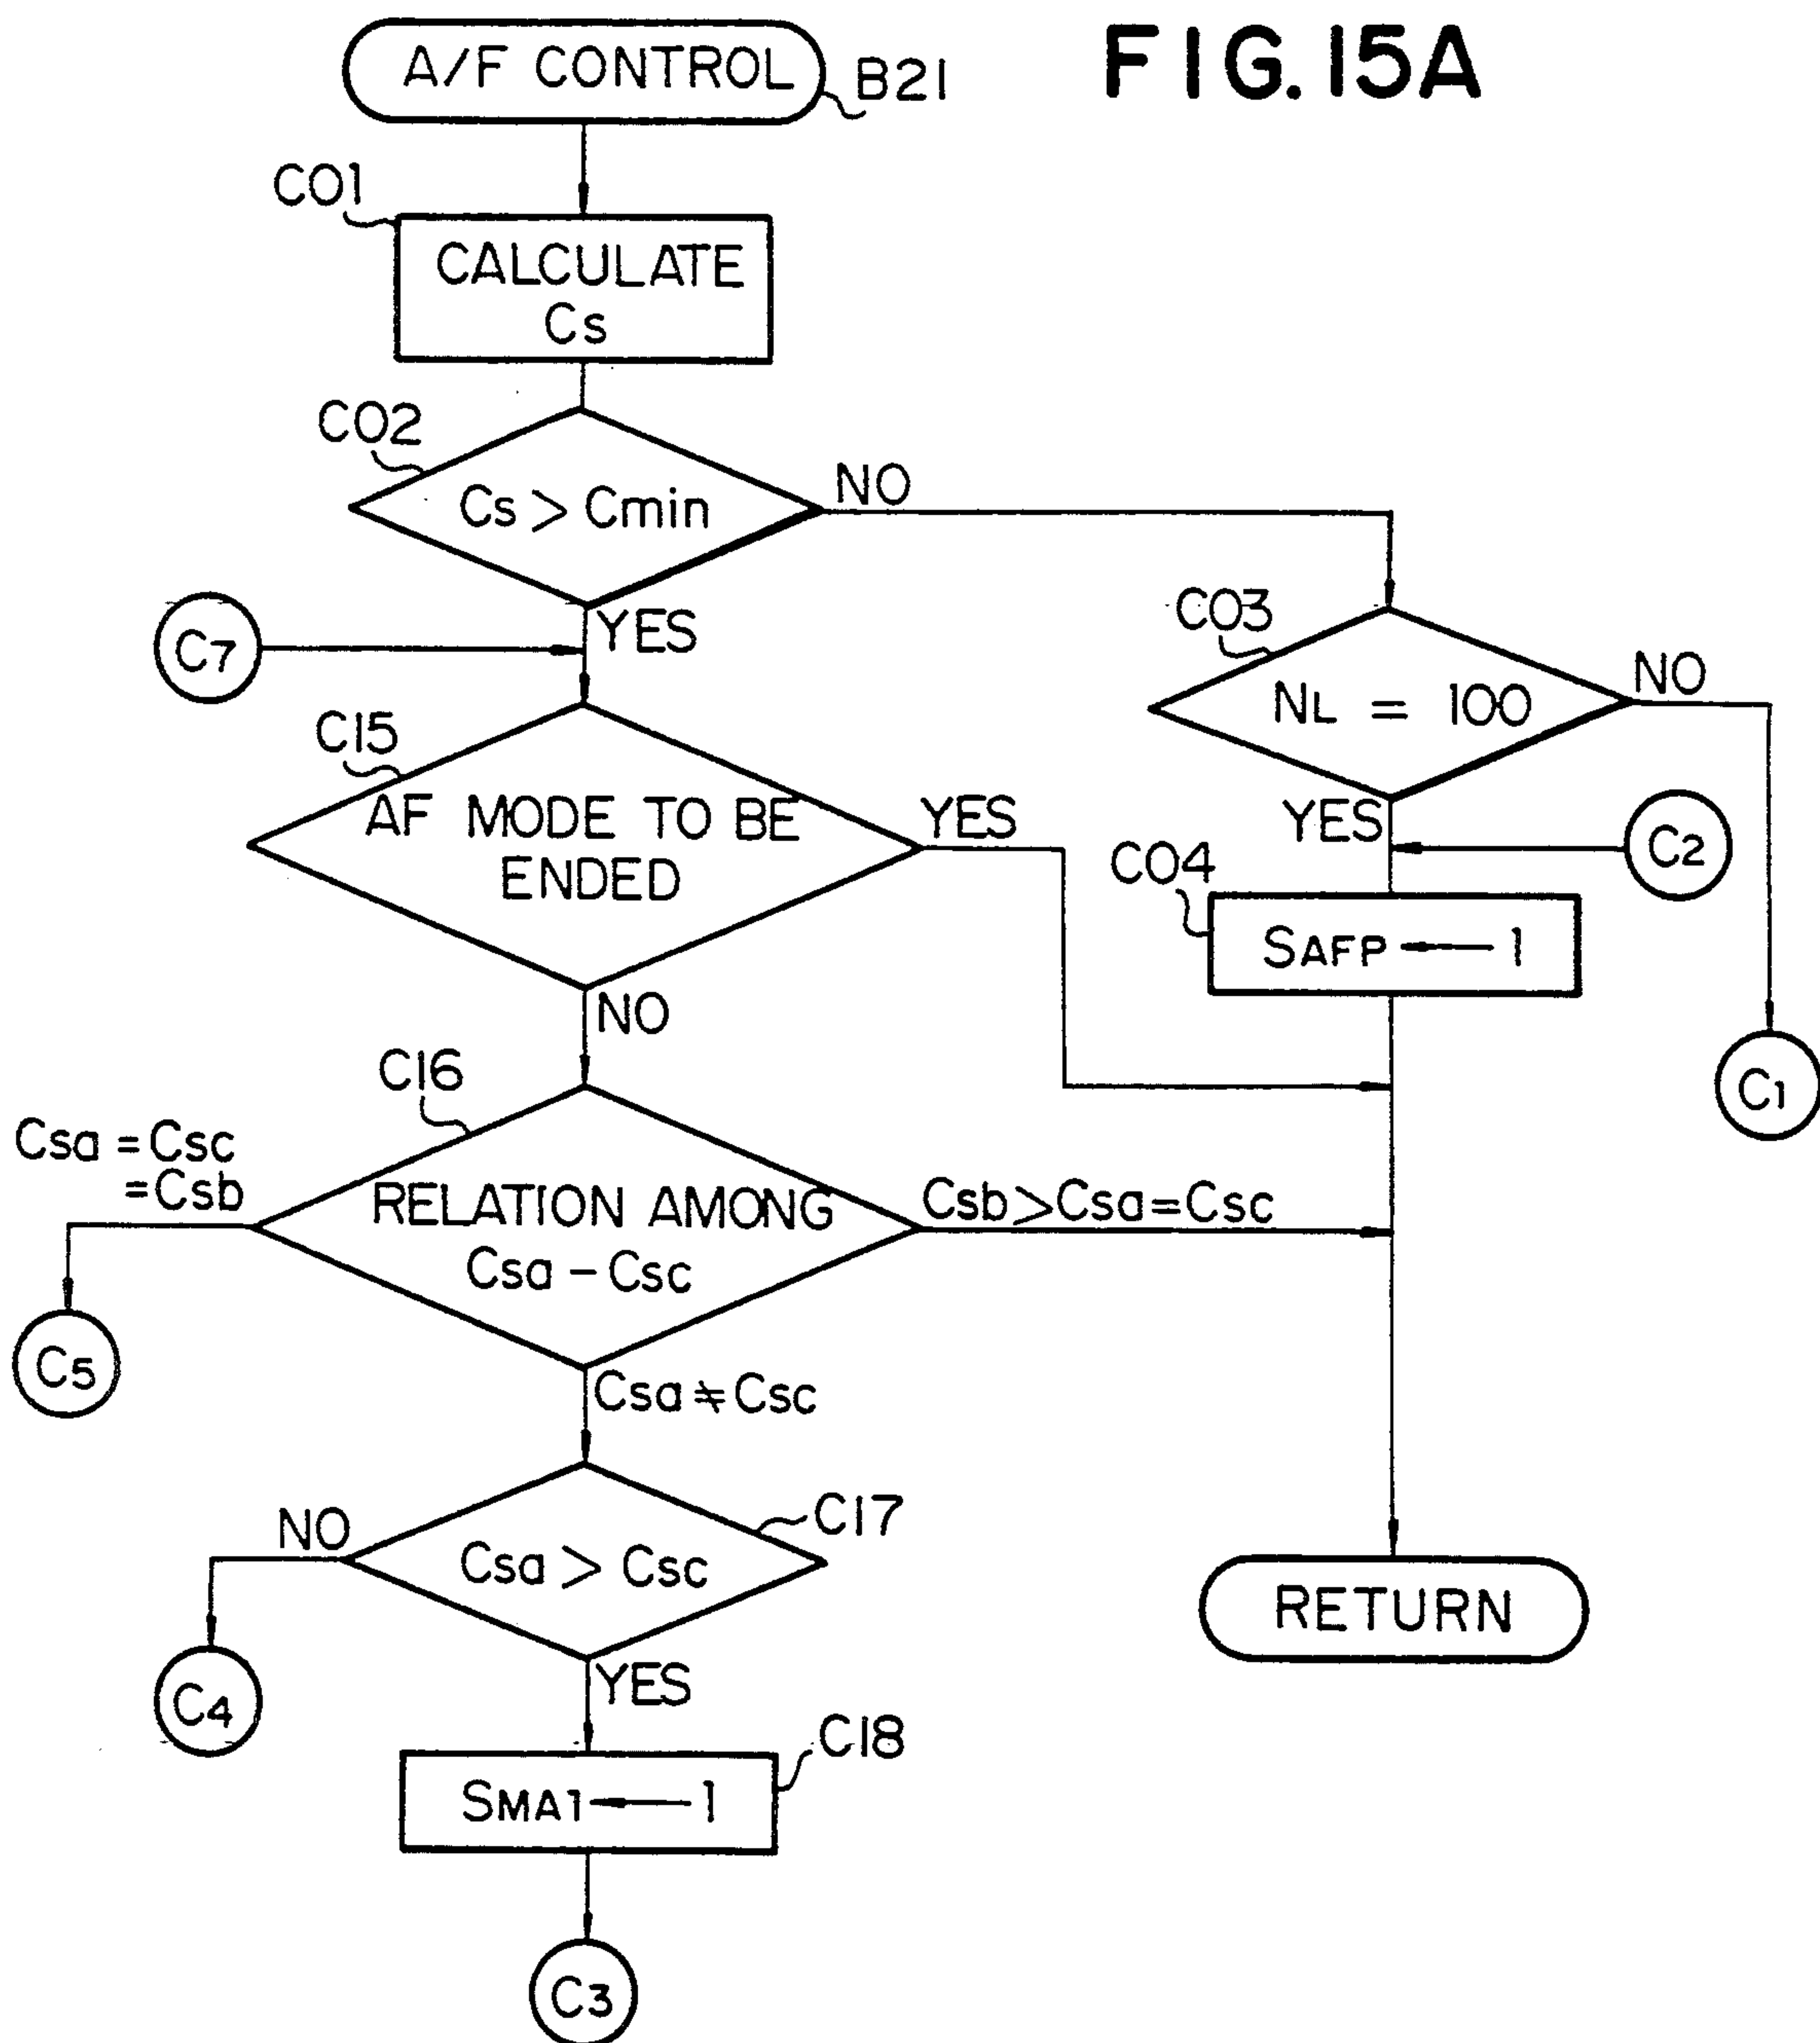 FIG. 15A
A/F CONTROL
B21
C01
CALCULATE
Cs
C02
Cs > Cmin
NO
YES
C7
C03
NL = 100
NO
YES
C2
C04
SAFP ← 1
C1
C15
AF MODE TO BE
ENDED
YES
NO
C16
Csa = Csc
= Csb
RELATION AMONG
Csa - Csc
Csb > Csa = Csc
C5
Csa ≠ Csc
C17
NO
Csa > Csc
RETURN
C4
YES
C18
SMA1 ← 1
C3